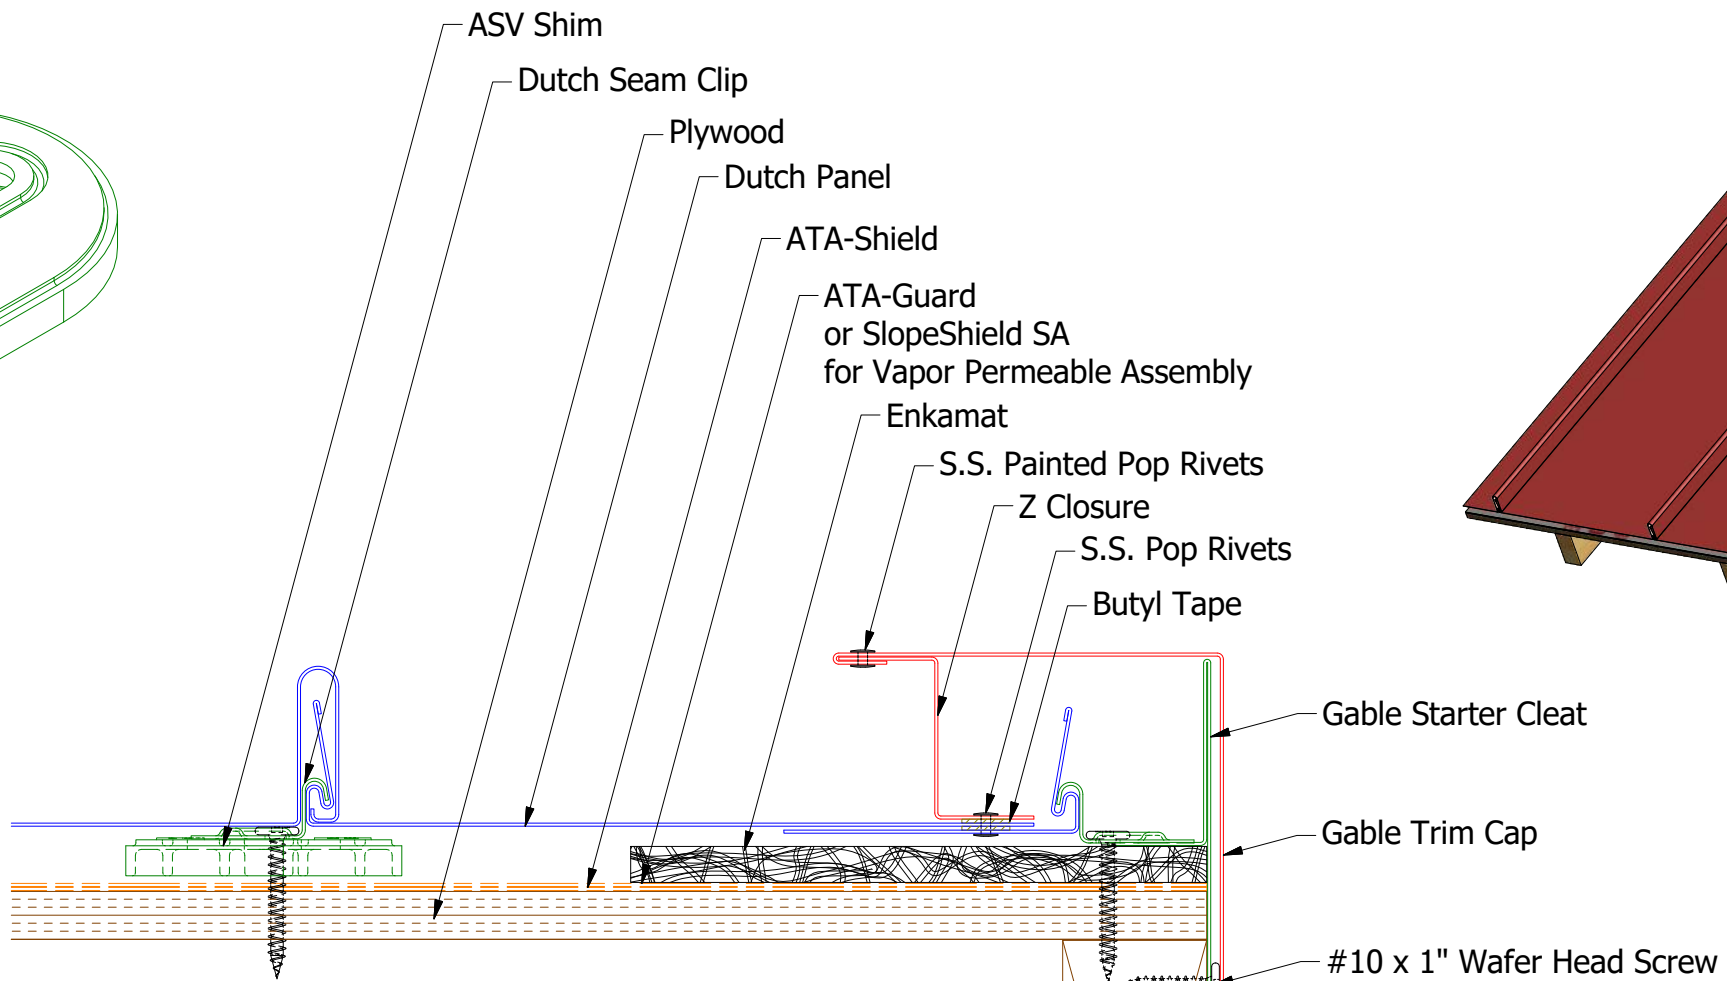 ASV Shim
Dutch Seam Clip
Plywood
Dutch Panel
ATA-Shield
ATA-Guard
or SlopeShield SA
for Vapor Permeable Assembly
Enkamat
S.S. Painted Pop Rivets
Z Closure
S.S. Pop Rivets
Butyl Tape
Gable Starter Cleat
Gable Trim Cap
#10 x 1" Wafer Head Screw